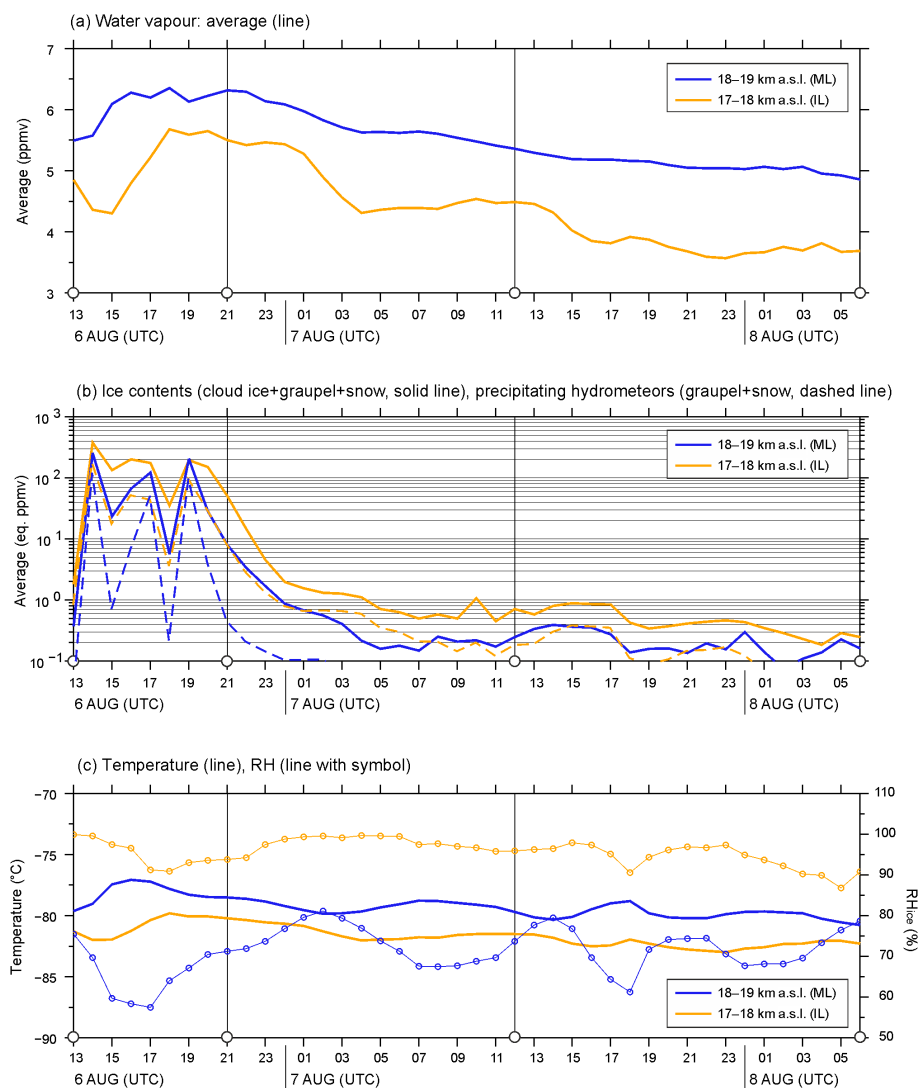 (a) Water vapour: average (line)
7
6
5
4
3
Average (ppmv)
18–19 km a.s.l. (ML)
17–18 km a.s.l. (IL)
13 15 17 19 21 23 01 03 05 07 09 11 13 15 17 19 21 23 01 03 05
6 AUG (UTC) 7 AUG (UTC) 8 AUG (UTC)
(b) Ice contents (cloud ice+graupel+snow, solid line), precipitating hydrometeors (graupel+snow, dashed line)
10³
10²
10¹
10⁰
10⁻¹
Average (eq. ppmv)
18–19 km a.s.l. (ML)
17–18 km a.s.l. (IL)
13 15 17 19 21 23 01 03 05 07 09 11 13 15 17 19 21 23 01 03 05
6 AUG (UTC) 7 AUG (UTC) 8 AUG (UTC)
(c) Temperature (line), RH (line with symbol)
−70
−75
−80
−85
−90
Temperature (°C)
110
100
90
80
70
60
50
RHice (%)
18–19 km a.s.l. (ML)
17–18 km a.s.l. (IL)
13 15 17 19 21 23 01 03 05 07 09 11 13 15 17 19 21 23 01 03 05
6 AUG (UTC) 7 AUG (UTC) 8 AUG (UTC)